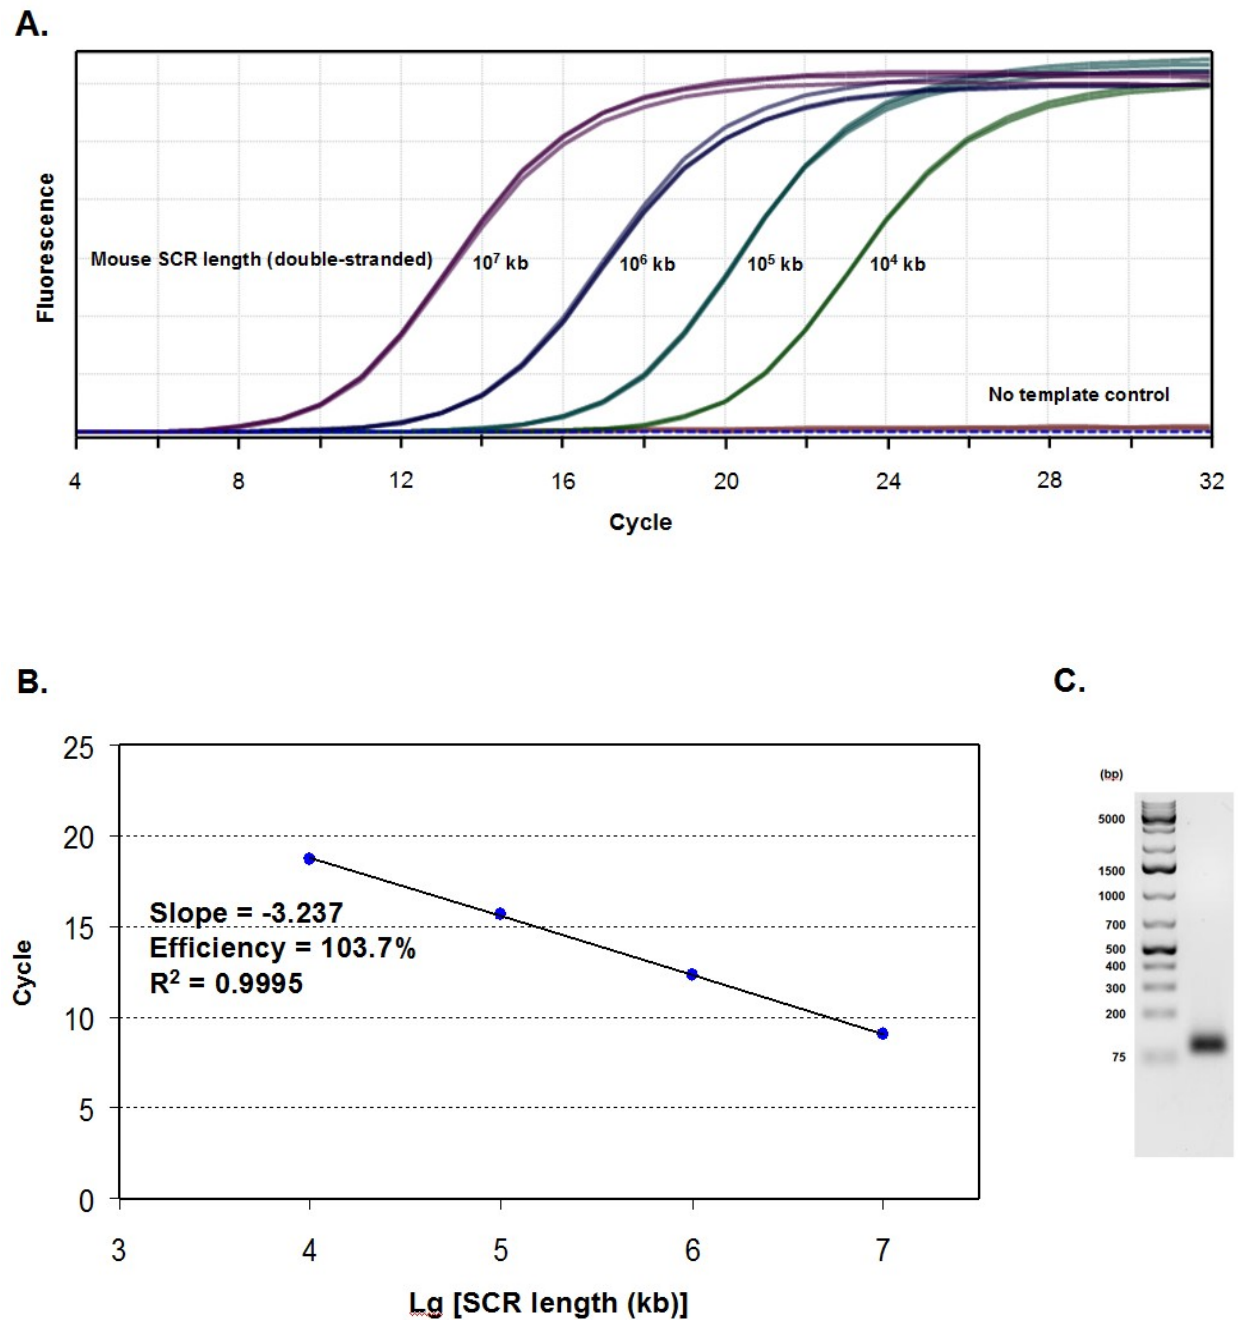 A.
Fluorescence
Mouse SCR length (double-stranded)
10⁷ kb
10⁶ kb
10⁵ kb
10⁴ kb
No template control
4 8 12 16 20 24 28 32
Cycle
B.
25
20
15
10
5
0
Cycle
Slope = -3.237
Efficiency = 103.7%
R² = 0.9995
3 4 5 6 7
Lg [SCR length (kb)]
C.
(bp)
5000
1500
1000
700
500
400
300
200
75